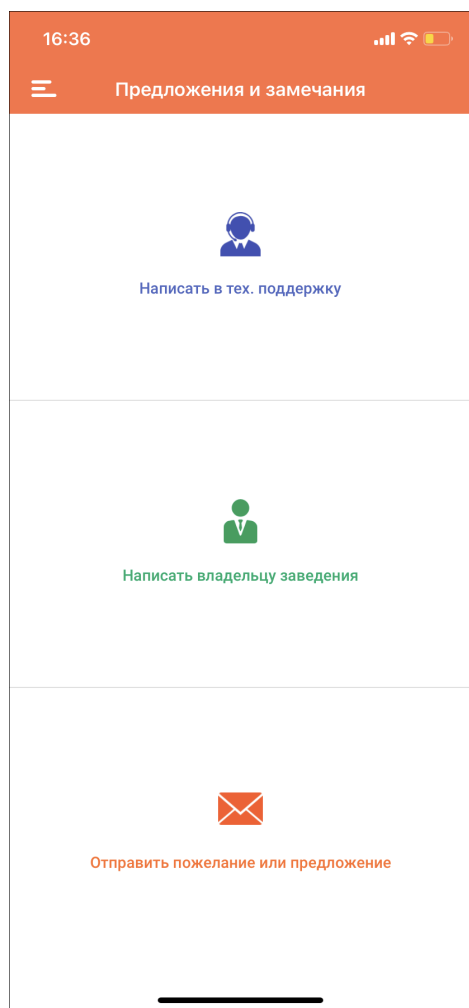 16:36
Предложения и замечания
Написать в тех. поддержку
Написать владельцу заведения
Отправить пожелание или предложение